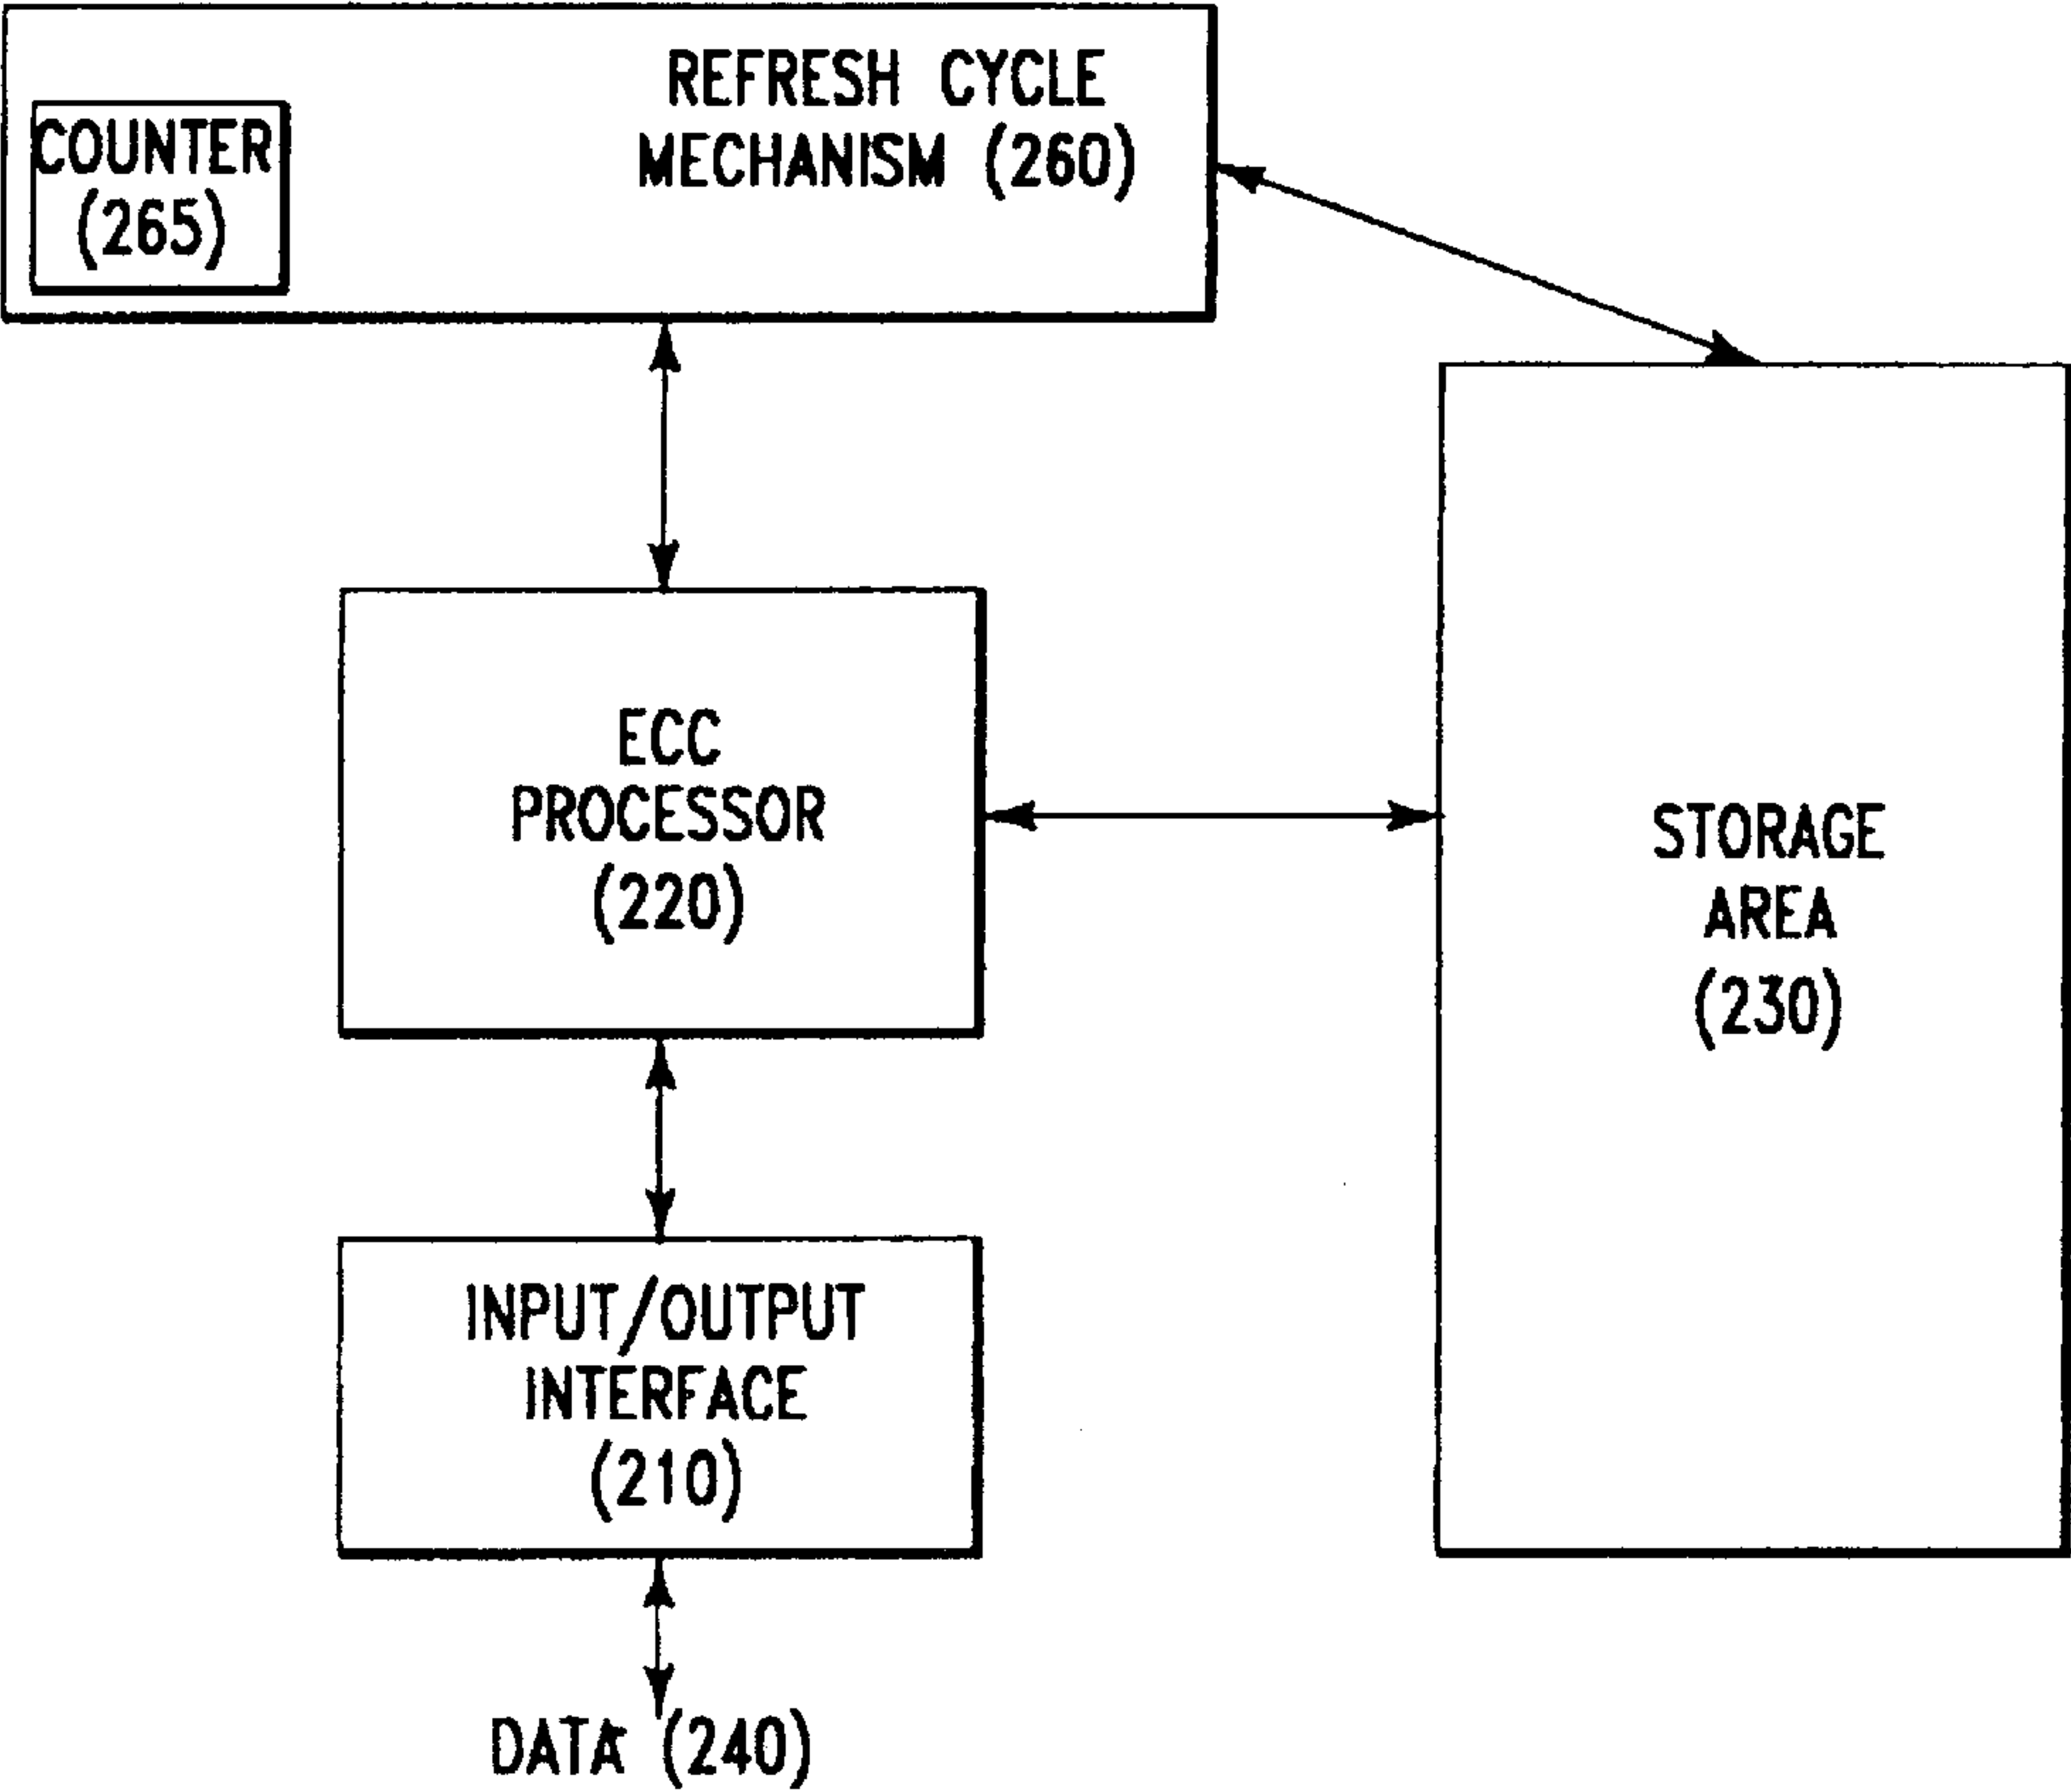 REFRESH CYCLE
MECHANISM (260)
COUNTER
(265)
ECC
PROCESSOR
(220)
STORAGE
AREA
(230)
INPUT/OUTPUT
INTERFACE
(210)
DATA (240)